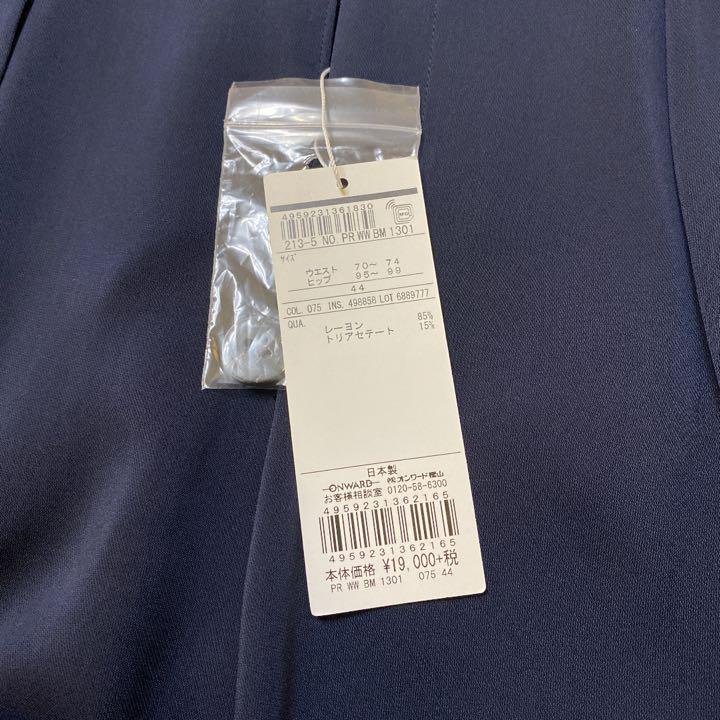 4959231361830
213-5 NO. PR WW BM 1301
サイズ
ウエスト 70～ 74
ヒップ 95～ 99
44
COL. 075 INS. 498858 LOT 6889777
QUA.
レーヨン 85%
トリアセテート 15%
日本製
ONWARD ㈱オンワード樫山
お客様相談室 0120-58-6300
4959231362165
4959231362165
本体価格 ¥19,000+税
PR WW BM 1301 075 44